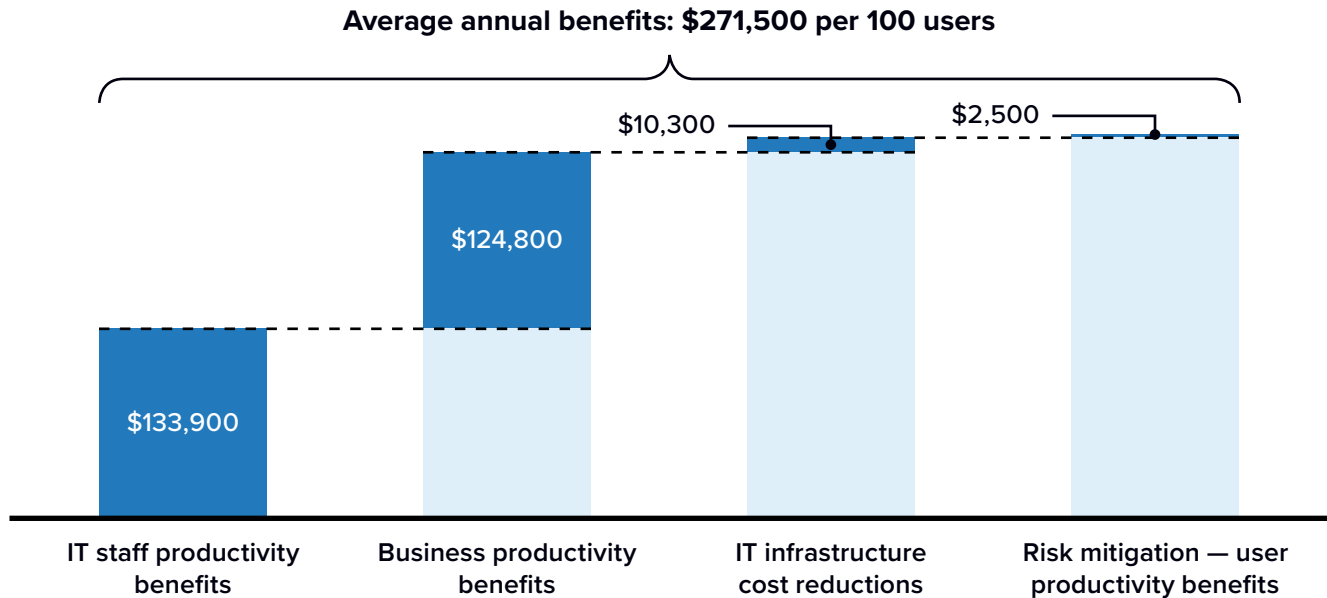 Average annual benefits: $271,500 per 100 users
$10,300
$2,500
$124,800
$133,900
IT staff productivity
benefits
Business productivity
benefits
IT infrastructure
cost reductions
Risk mitigation — user
productivity benefits